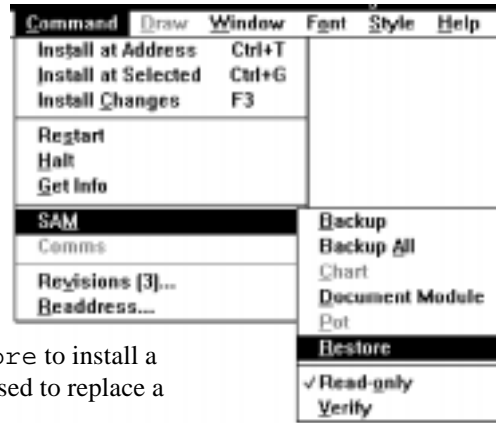 Command Draw Window Font Style Help
Install at Address Ctrl+T
Install at Selected Ctrl+G
Install Changes F3
Restart
Halt
Get Info
SAM
Comms
Revisions (3)...
Readdress....
Backup
Backup All
Chart
Document Module
Pot
Restore
✓Read-only
Verify
ore to install a
sed to replace a